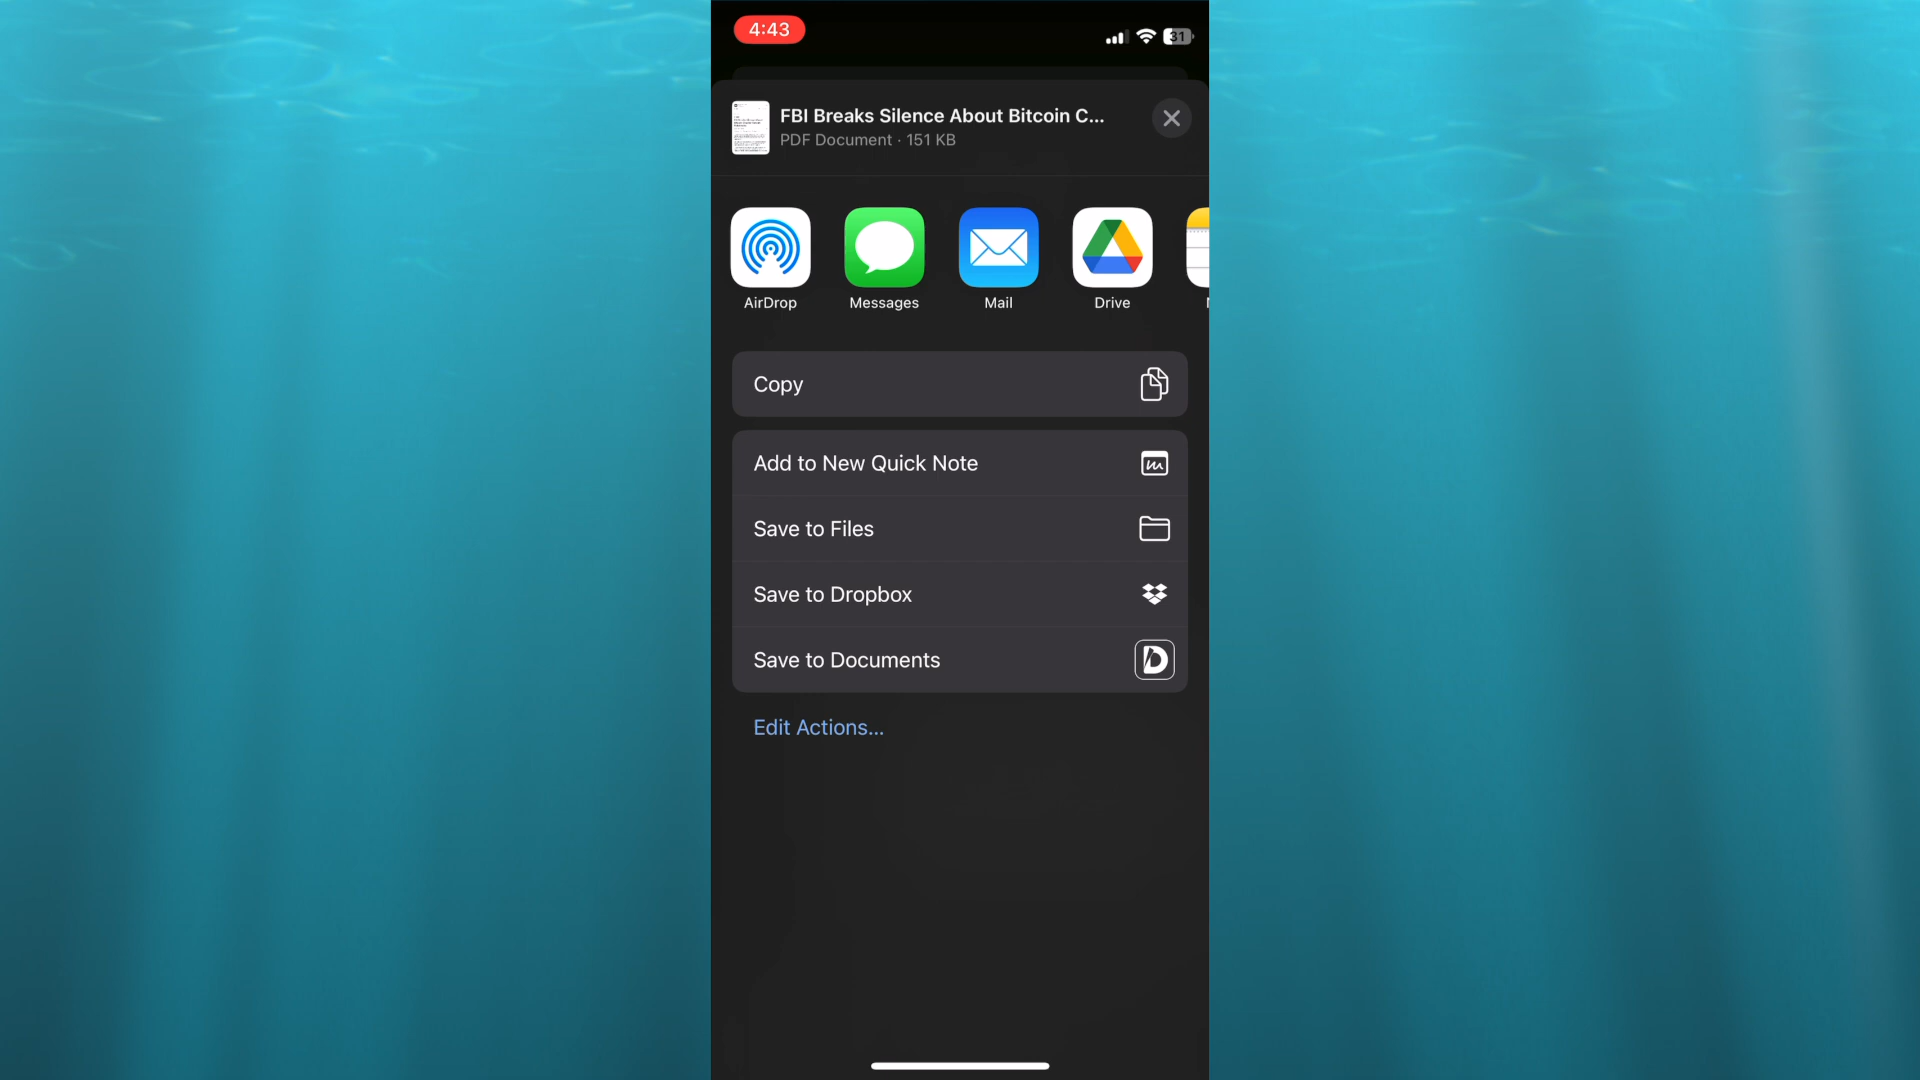 4:43
31
FBI Breaks Silence About Bitcoin C...
PDF Document · 151 KB
AirDrop
Messages
Mail
Drive
Copy
Add to New Quick Note
Save to Files
Save to Dropbox
Save to Documents
Edit Actions...